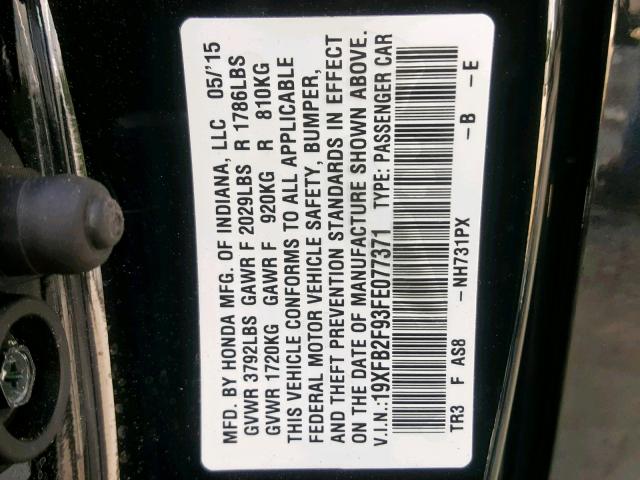 MFD. BY HONDA MFG. OF INDIANA, LLC 05/'15
GVWR 3792LBS GAWR F 2029LBS R 1786LBS
GVWR 1720KG GAWR F 920KG R 810KG
THIS VEHICLE CONFORMS TO ALL APPLICABLE
FEDERAL MOTOR VEHICLE SAFETY, BUMPER,
AND THEFT PREVENTION STANDARDS IN EFFECT
ON THE DATE OF MANUFACTURE SHOWN ABOVE.
V.I.N.:19XFB2F93FE077371 TYPE: PASSENGER CAR
-NH731PX -B -E
TR3 F AS8